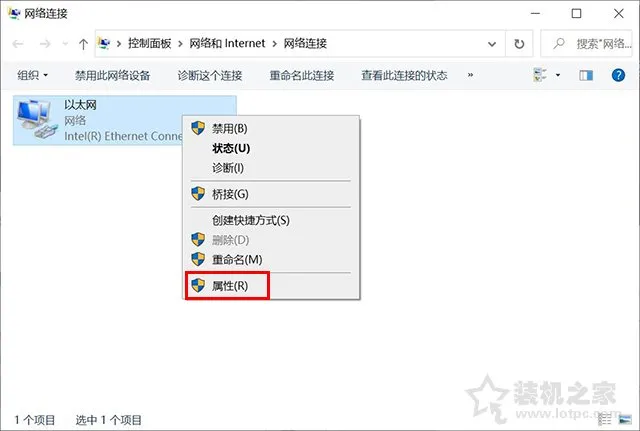 网络连接
控制面板 > 网络和 Internet > 网络连接
搜索"网络...
组织 禁用此网络设备 诊断这个连接 重命名此连接 查看此连接的状态 »
以太网
网络
Intel(R) Ethernet Conne
禁用(B)
状态(U)
诊断(I)
桥接(G)
创建快捷方式(S)
删除(D)
重命名(M)
属性(R)
装机之家
www.lotpc.com
1 个项目 选中 1 个项目